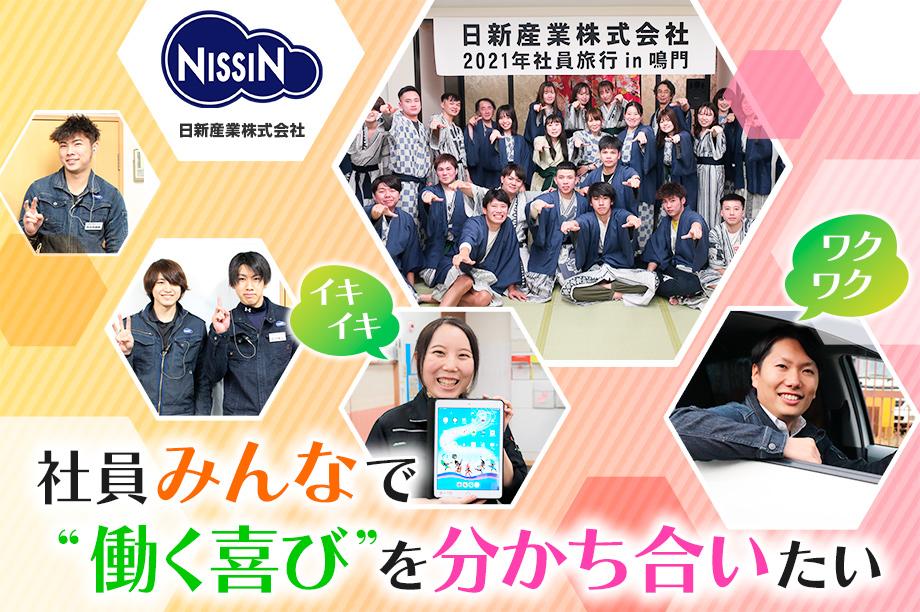 NISSIN
日新産業株式会社
日新産業株式会社
2021年社員旅行 in 鳴門
イキ
イキ
ワク
ワク
社員みんなで
“働く喜び”を分かち合いたい